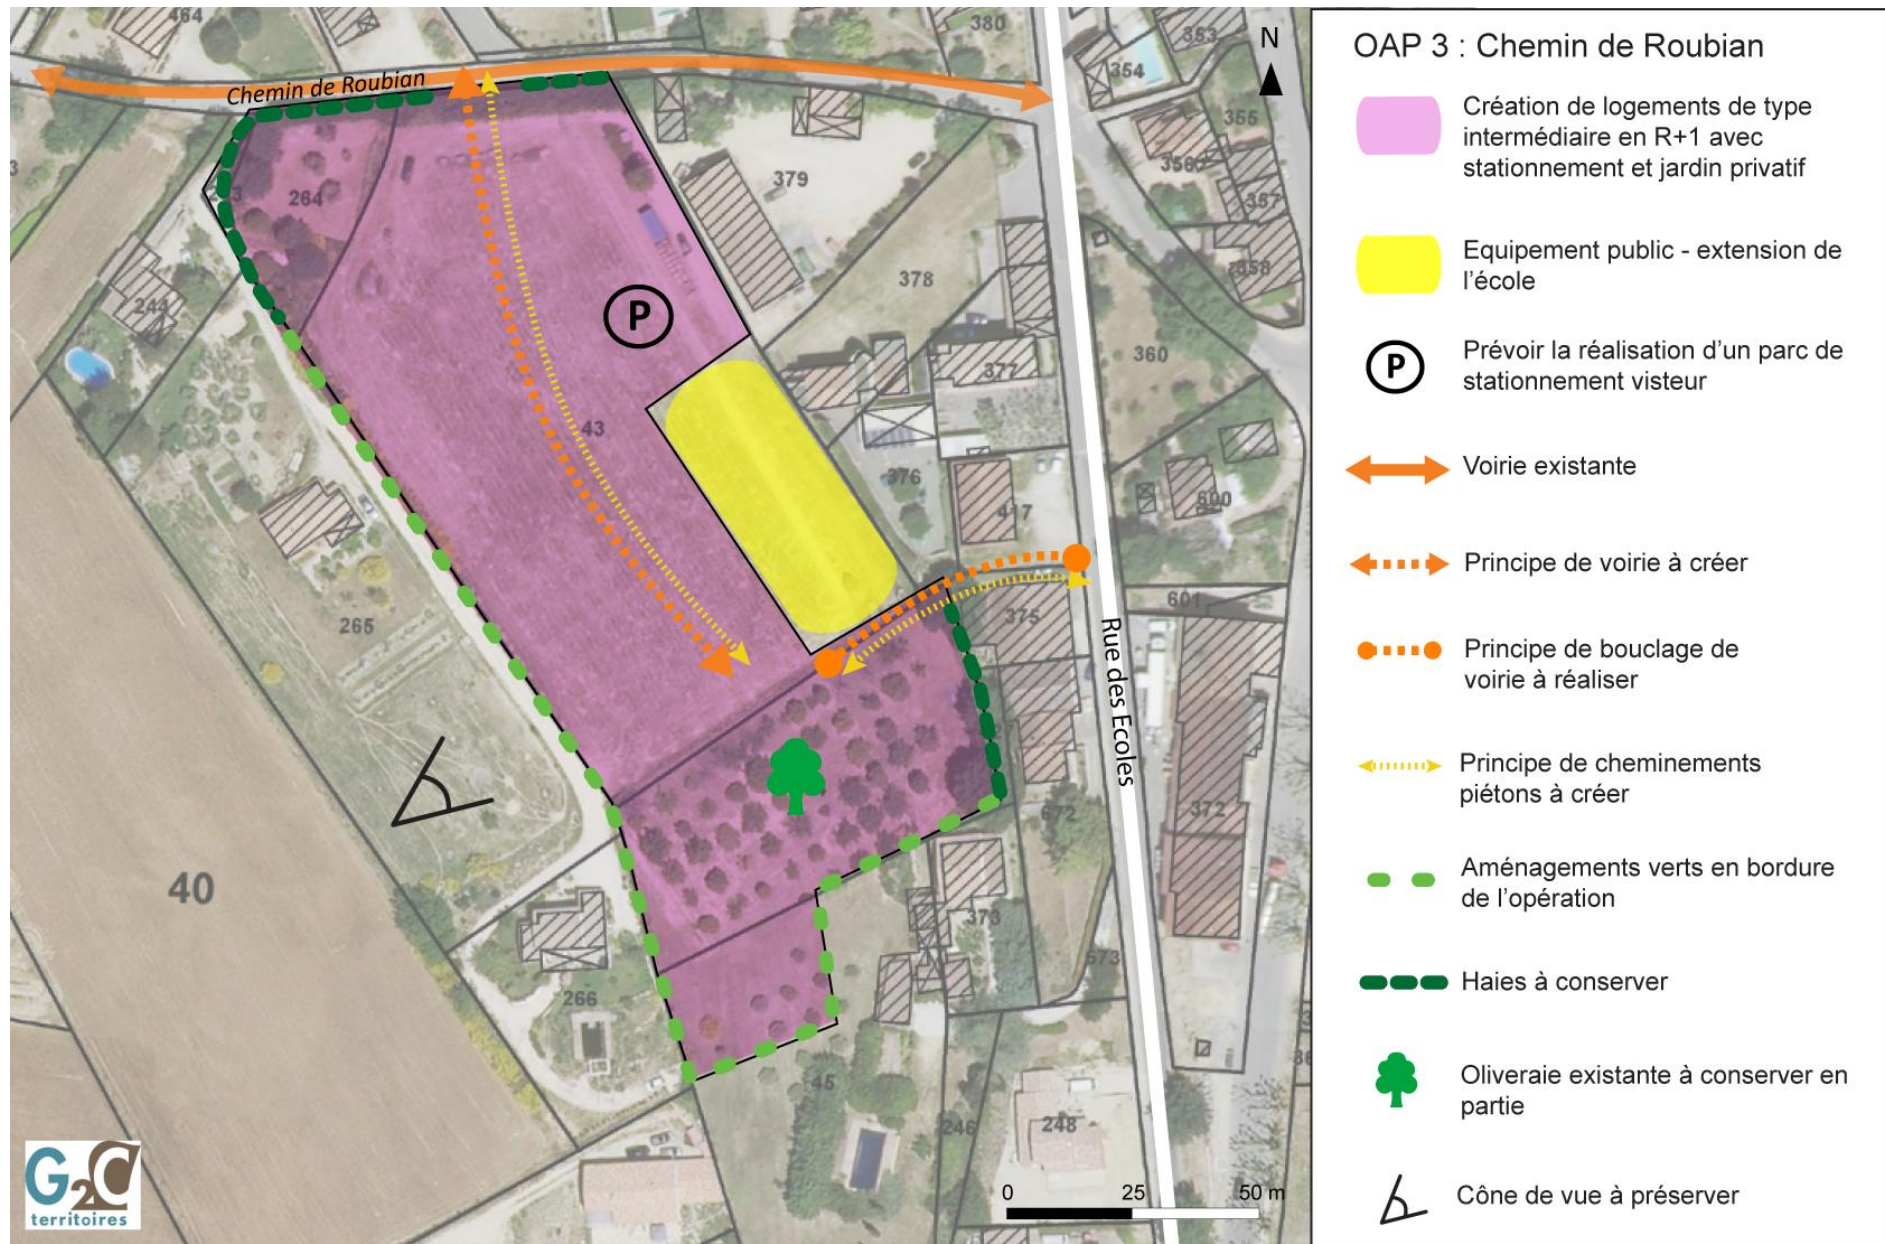 464
380
N
353
354
Chemin de Roubian
355
356
379
264
357
358
378
244
P
360
377
43
376
417
600
265
375
601
Rue des Ecoles
372
672
40
373
573
266
45
246
248
0 25 50 m
G2C
territoires
OAP 3 : Chemin de Roubian
Création de logements de type
intermédiaire en R+1 avec
stationnement et jardin privatif
Equipement public - extension de
l’école
P
Prévoir la réalisation d’un parc de
stationnement visteur
Voirie existante
Principe de voirie à créer
Principe de bouclage de
voirie à réaliser
Principe de cheminements
piétons à créer
Aménagements verts en bordure
de l’opération
Haies à conserver
Oliveraie existante à conserver en
partie
Cône de vue à préserver